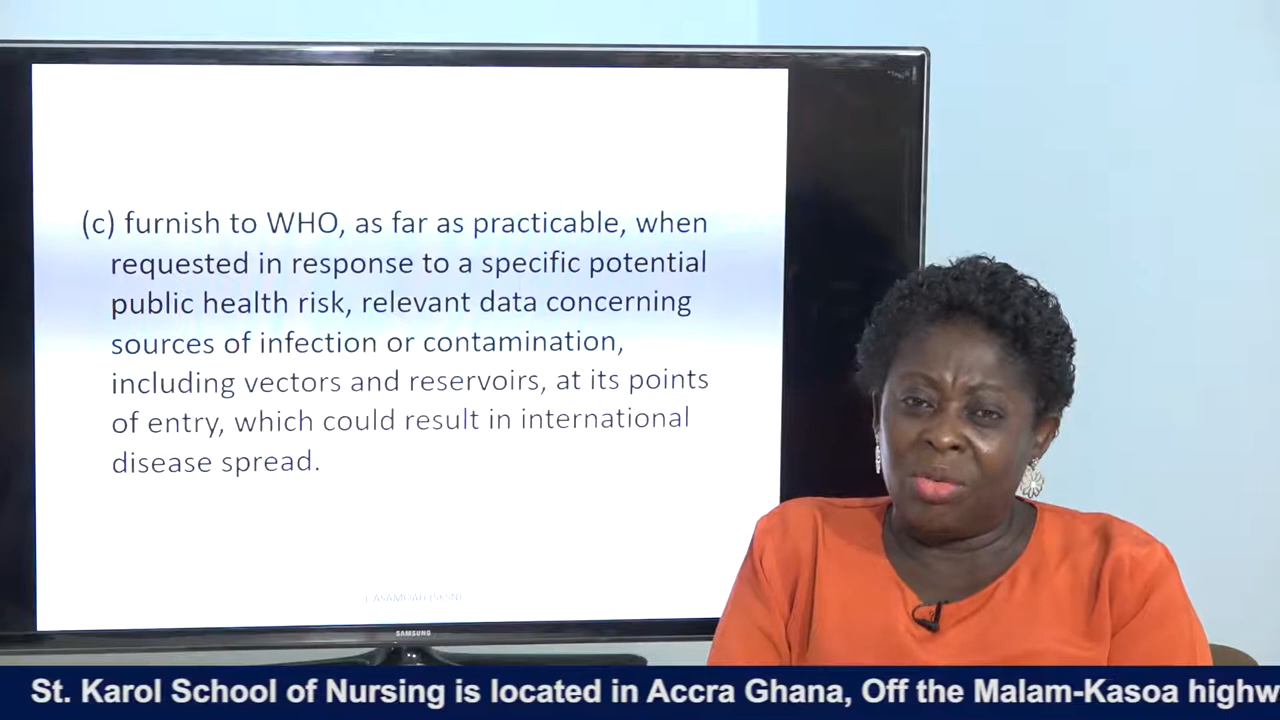 (c) furnish to WHO, as far as practicable, when
requested in response to a specific potential
public health risk, relevant data concerning
sources of infection or contamination,
including vectors and reservoirs, at its points
of entry, which could result in international
disease spread.
SAMSUNG
St. Karol School of Nursing is located in Accra Ghana, Off the Malam-Kasoa highw